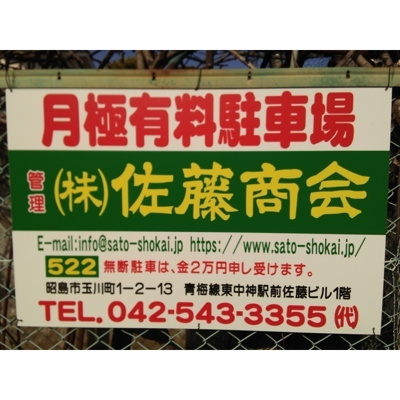 月極有料駐車場
管理 (株)佐藤商会
E-mail:info@sato-shokai.jp https://www.sato-shokai.jp/
522 無断駐車は、金2万円申し受けます。
昭島市玉川町1-2-13 青梅線東中神駅前佐藤ビル1階
TEL.042-543-3355(代)